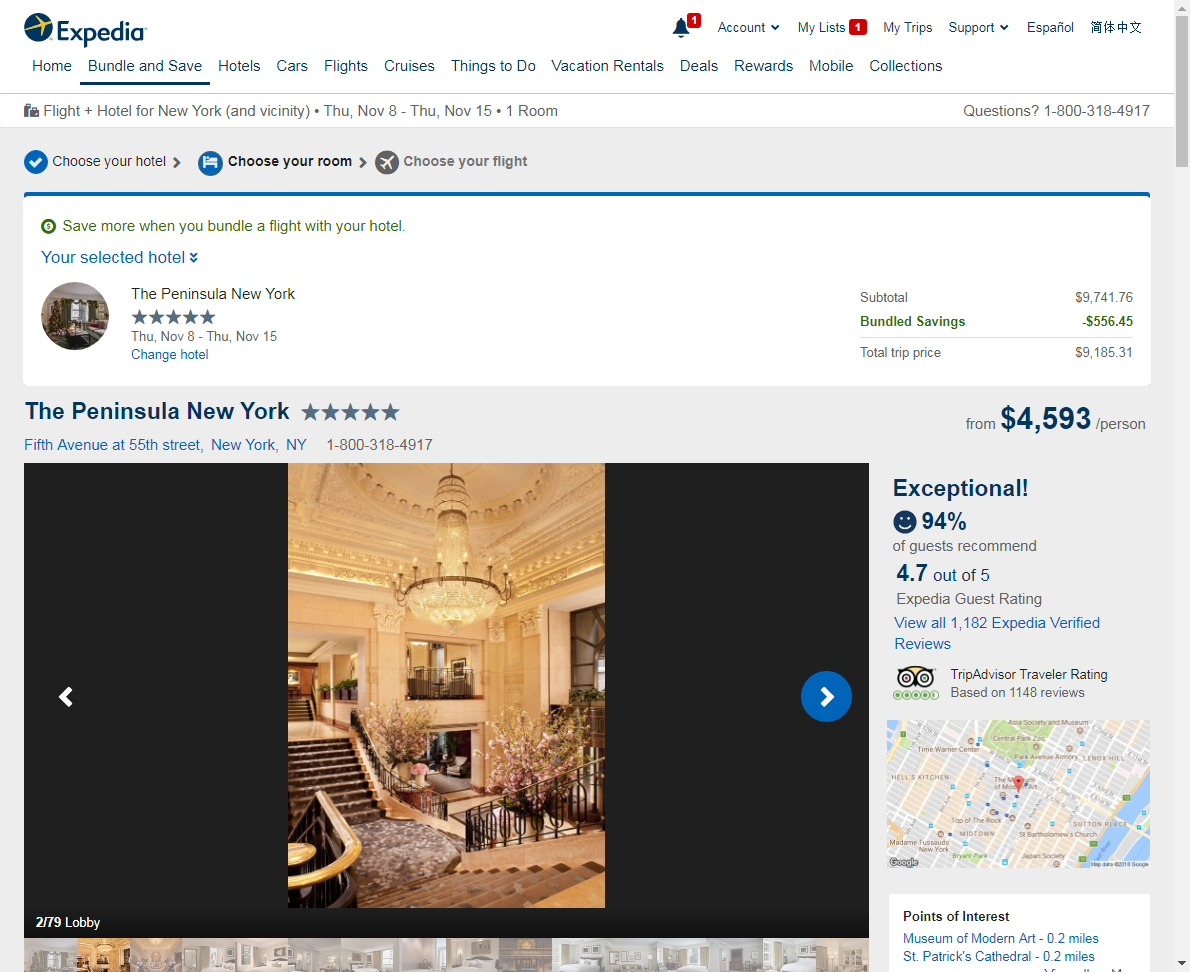 Expedia
1
Account
My Lists 1
My Trips
Support
Español
简体中文
Home
Bundle and Save
Hotels
Cars
Flights
Cruises
Things to Do
Vacation Rentals
Deals
Rewards
Mobile
Collections
Flight + Hotel for New York (and vicinity) • Thu, Nov 8 - Thu, Nov 15 • 1 Room
Questions? 1-800-318-4917
Choose your hotel
Choose your room
Choose your flight
Save more when you bundle a flight with your hotel.
Your selected hotel
The Peninsula New York
Thu, Nov 8 - Thu, Nov 15
Change hotel
Subtotal $9,741.76
Bundled Savings -$556.45
Total trip price $9,185.31
The Peninsula New York
Fifth Avenue at 55th street, New York, NY 1-800-318-4917
from $4,593 /person
2/79 Lobby
Exceptional!
94%
of guests recommend
4.7 out of 5
Expedia Guest Rating
View all 1,182 Expedia Verified
Reviews
TripAdvisor Traveler Rating
Based on 1148 reviews
Asia Society and Museum
Central Park Zoo
Time Warner Center
Park Avenue Armory
LENOX HILL
HELL'S KITCHEN
The Museum
of Modern Art
Top of The Rock
SUTTON PLACE
MIDTOWN
St Bartholomew's Church
Madame Tussauds
New York
Bryant Park
Japan Society
Google
Map data ©2018 Google
Points of Interest
Museum of Modern Art - 0.2 miles
St. Patrick's Cathedral - 0.2 miles